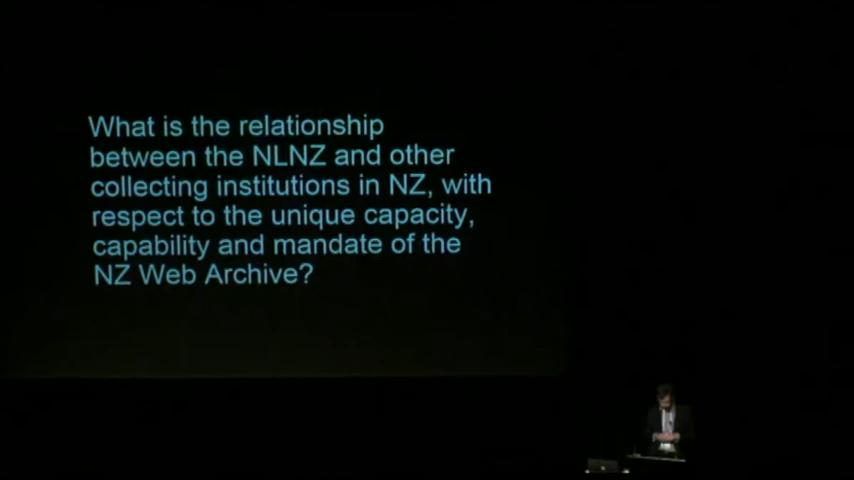 What is the relationship
between the NLNZ and other
collecting institutions in NZ, with
respect to the unique capacity,
capability and mandate of the
NZ Web Archive?